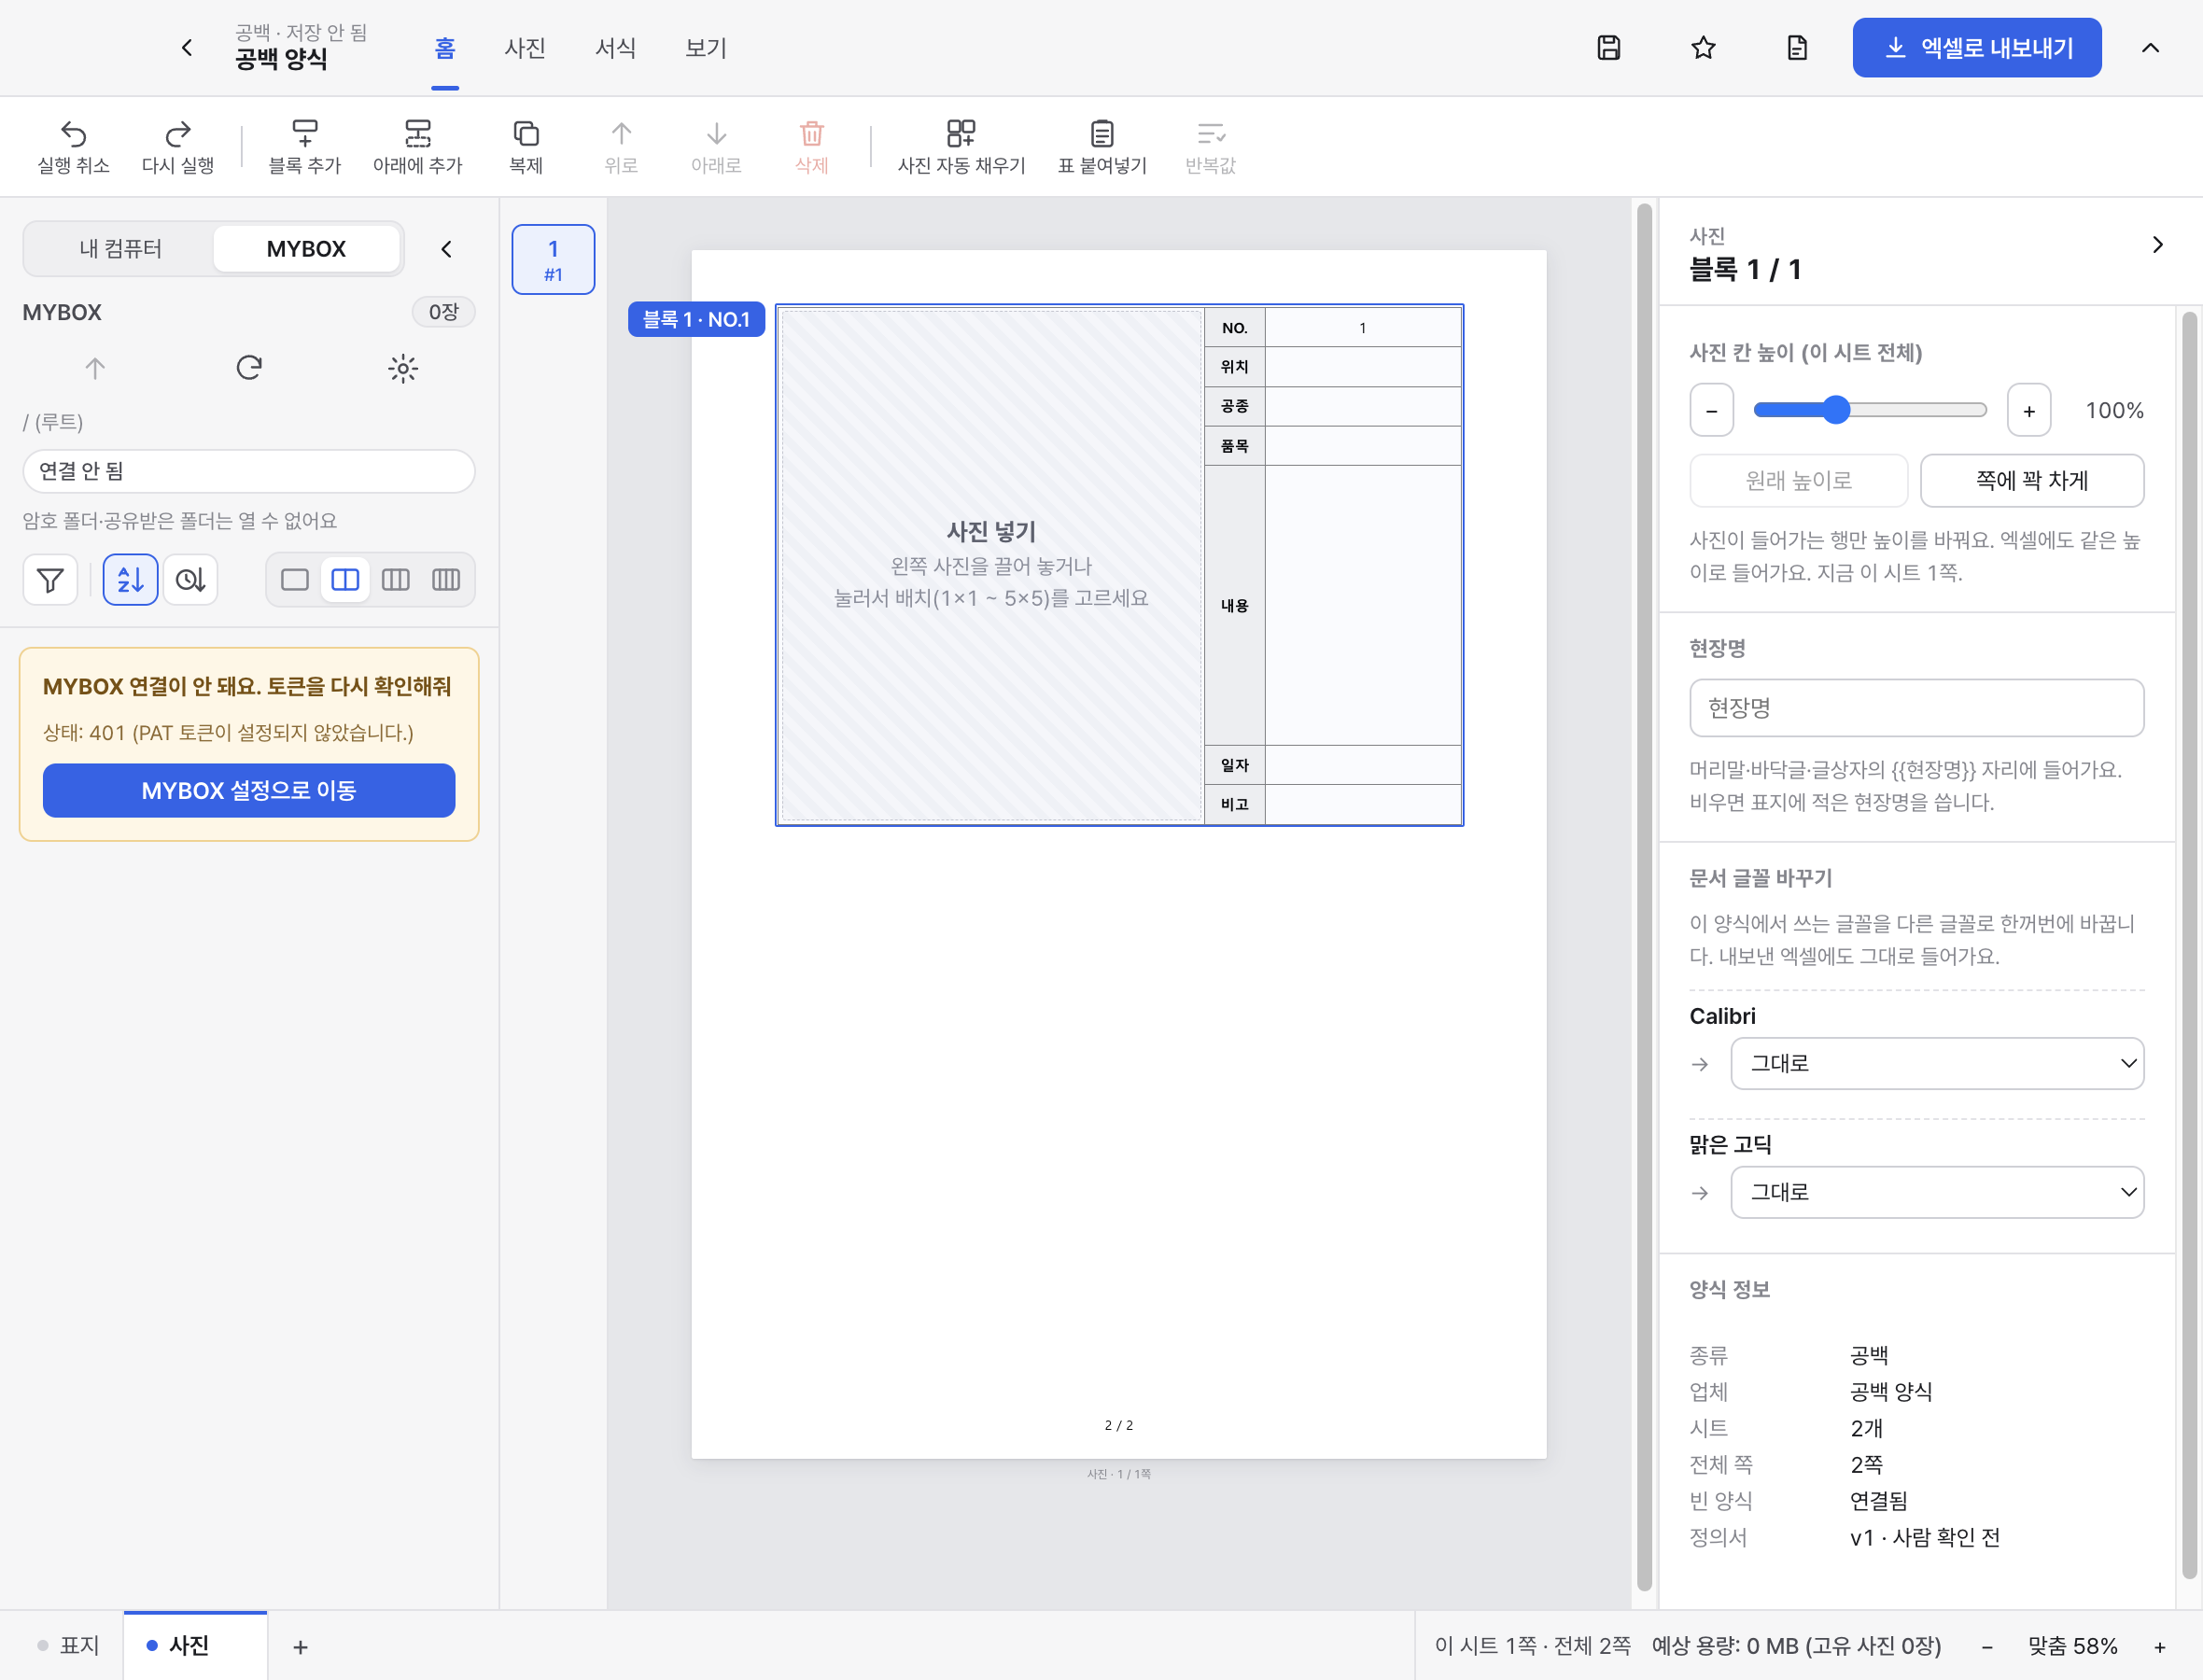 공백 · 저장 안 됨
공백 양식
홈
사진
서식
보기
엑셀로 내보내기
실행 취소
다시 실행
블록 추가
아래에 추가
복제
위로
아래로
삭제
사진 자동 채우기
표 붙여넣기
반복값
내 컴퓨터
MYBOX
MYBOX
0장
/ (루트)
연결 안 됨
암호 폴더·공유받은 폴더는 열 수 없어요
MYBOX 연결이 안 돼요. 토큰을 다시 확인해줘
상태: 401 (PAT 토큰이 설정되지 않았습니다.)
MYBOX 설정으로 이동
1
#1
블록 1 · NO.1
사진 넣기
왼쪽 사진을 끌어 놓거나
눌러서 배치(1×1 ~ 5×5)를 고르세요
NO.
1
위치
공종
품목
내용
일자
비고
2 / 2
사진 · 1 / 1쪽
사진
블록 1 / 1
사진 칸 높이 (이 시트 전체)
−
+
100%
원래 높이로
쪽에 꽉 차게
사진이 들어가는 행만 높이를 바꿔요. 엑셀에도 같은 높
이로 들어가요. 지금 이 시트 1쪽.
현장명
현장명
머리말·바닥글·글상자의 {{현장명}} 자리에 들어가요.
비우면 표지에 적은 현장명을 씁니다.
문서 글꼴 바꾸기
이 양식에서 쓰는 글꼴을 다른 글꼴로 한꺼번에 바꿉니
다. 내보낸 엑셀에도 그대로 들어가요.
Calibri
→
그대로
맑은 고딕
→
그대로
양식 정보
종류
공백
업체
공백 양식
시트
2개
전체 쪽
2쪽
빈 양식
연결됨
정의서
v1 · 사람 확인 전
표지
사진
+
이 시트 1쪽 · 전체 2쪽
예상 용량: 0 MB (고유 사진 0장)
−
맞춤 58%
+